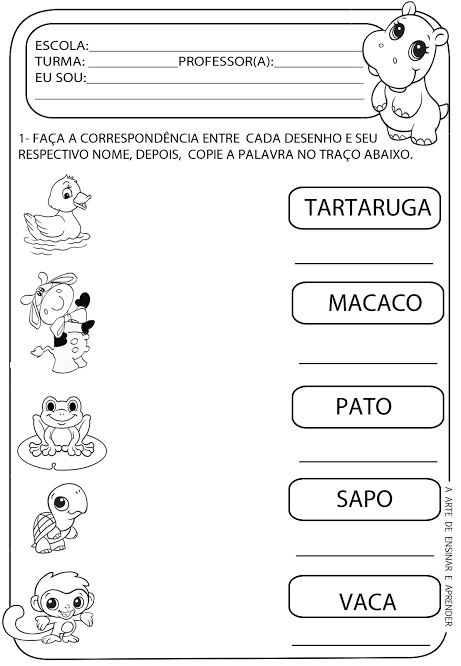 ESCOLA:
TURMA: PROFESSOR(A):
EU SOU:
1- FAÇA A CORRESPONDÊNCIA ENTRE CADA DESENHO E SEU
RESPECTIVO NOME, DEPOIS, COPIE A PALAVRA NO TRAÇO ABAIXO.
TARTARUGA
MACACO
PATO
SAPO
VACA
A ARTE DE ENSINAR E APRENDER